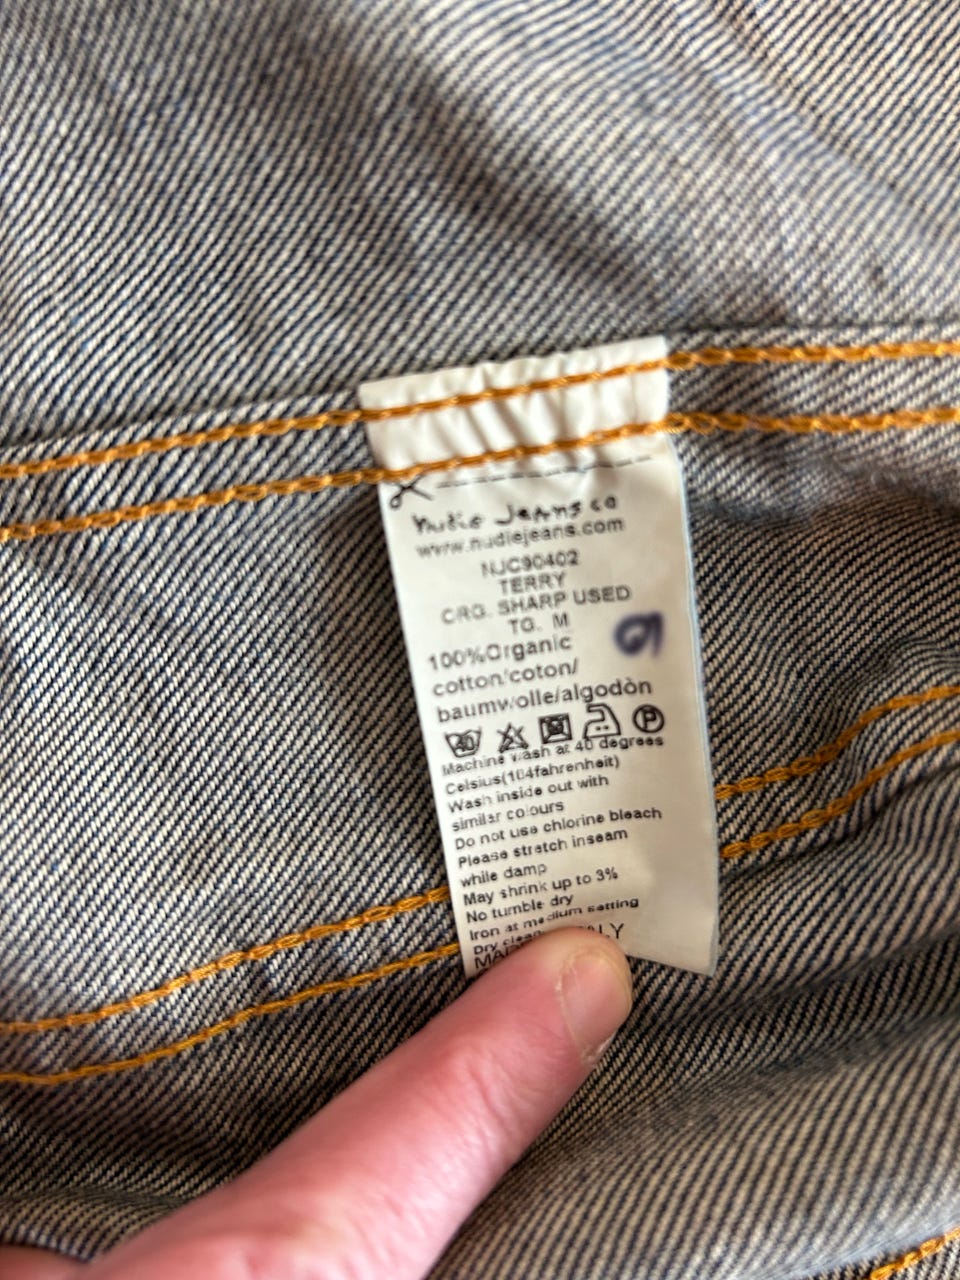 Nudie Jeans co
www.nudiejeans.com
NJC90402
TERRY
ORG. SHARP USED
TG. M
100%Organic
cotton/coton/
baumwolle/algodòn
40 P
Machine wash at 40 degrees
Celsius(104fahrenheit)
Wash inside out with
similar colours
Do not use chlorine bleach
Please stretch inseam
while damp
May shrink up to 3%
No tumble dry
Iron at medium setting
Dry clean